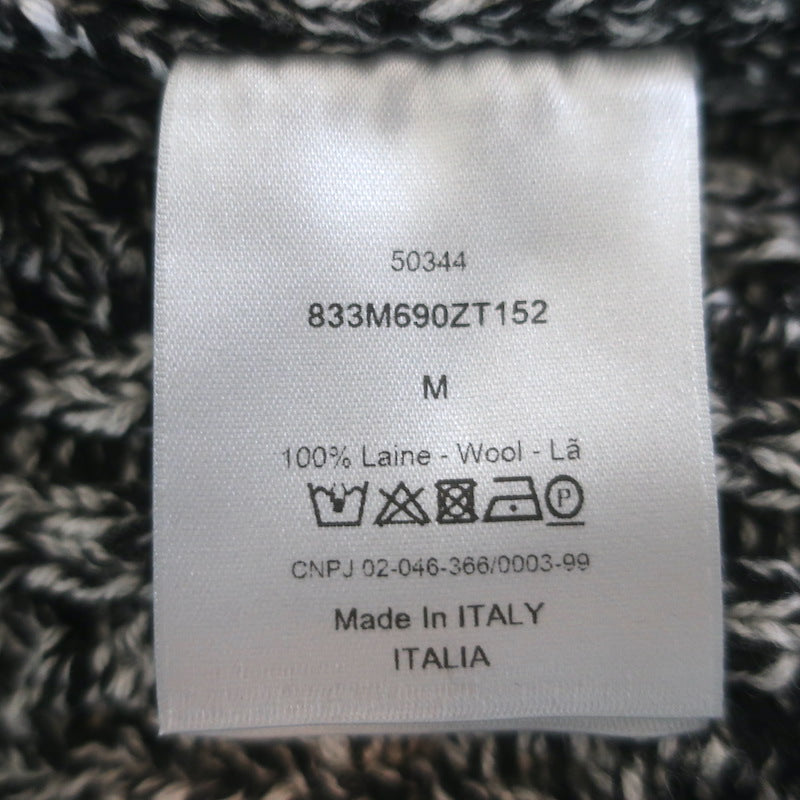 50344
833M690ZT152
M
100% Laine - Wool - Lã
P
CNPJ 02-046-366/0003-99
Made In ITALY
ITALIA